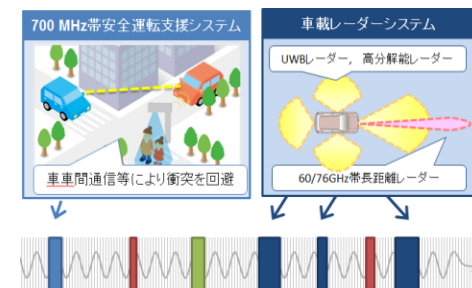 700 MHz帯安全運転支援システム
車車間通信等により衝突を回避
車載レーダーシステム
UWBレーダー, 高分解能レーダー
60/76GHz帯長距離レーダー